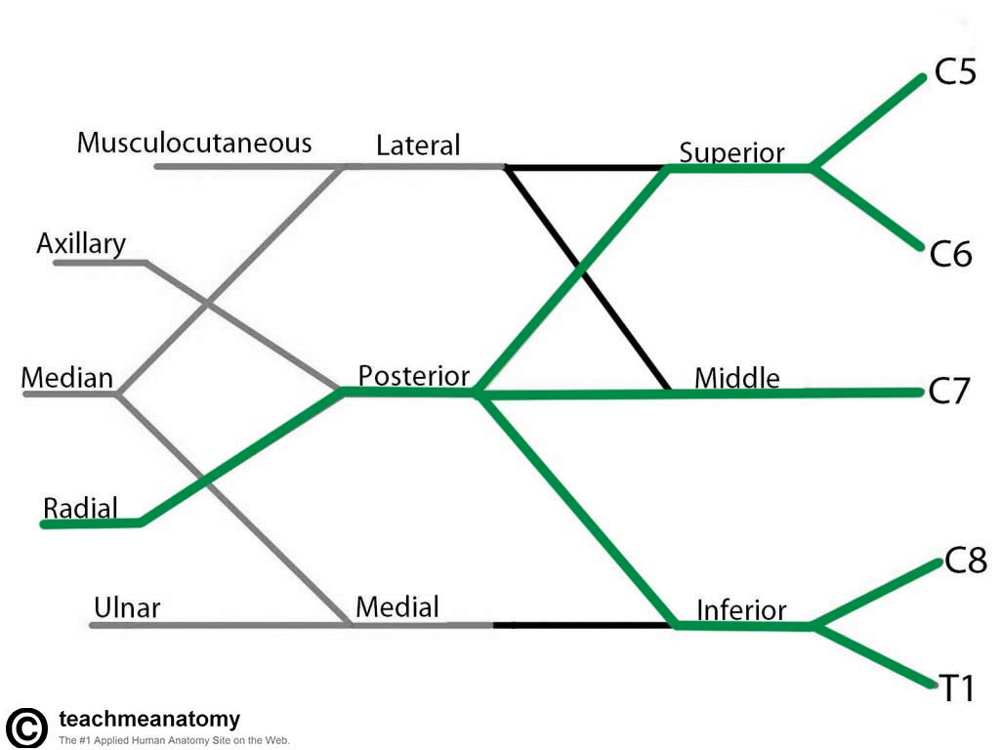 C5
Musculocutaneous
Lateral
Superior
Axillary
C6
Median
Posterior
Middle
C7
Radial
C8
Ulnar
Medial
Inferior
T1
© teachmeanatomy
The #1 Applied Human Anatomy Site on the Web.